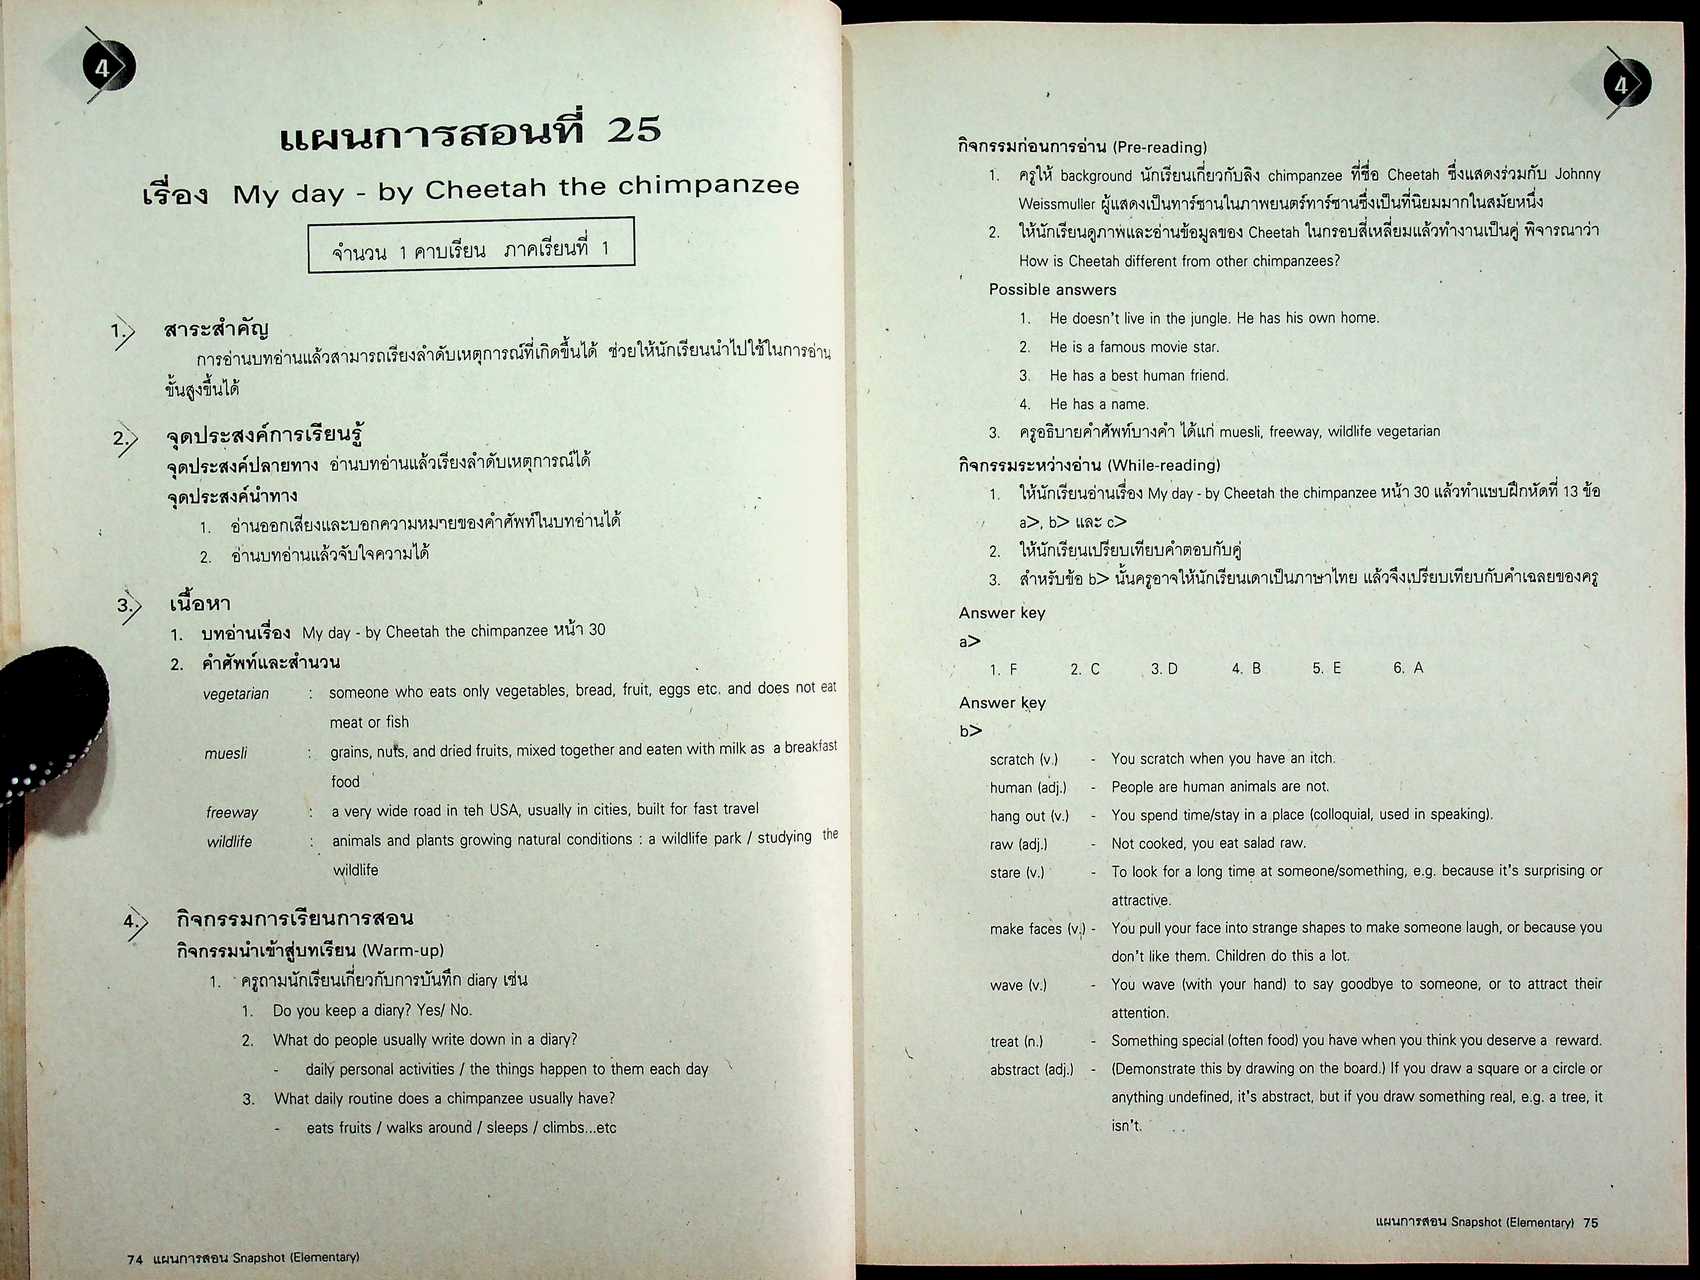 4
แผนการสอนที่ 25
เรื่อง My day - by Cheetah the chimpanzee
จำนวน 1 คาบเรียน ภาคเรียนที่ 1
1. สาระสำคัญ
การอ่านบทอ่านแล้วสามารถเรียงลำดับเหตุการณ์ที่เกิดขึ้นได้ ช่วยให้นักเรียนนำไปใช้ในการอ่าน
ขั้นสูงขึ้นได้
2. จุดประสงค์การเรียนรู้
จุดประสงค์ปลายทาง อ่านบทอ่านแล้วเรียงลำดับเหตุการณ์ได้
จุดประสงค์นำทาง
1. อ่านออกเสียงและบอกความหมายของคำศัพท์ในบทอ่านได้
2. อ่านบทอ่านแล้วจับใจความได้
3. เนื้อหา
1. บทอ่านเรื่อง My day - by Cheetah the chimpanzee หน้า 30
2. คำศัพท์และสำนวน
vegetarian : someone who eats only vegetables, bread, fruit, eggs etc. and does not eat
meat or fish
muesli : grains, nuts, and dried fruits, mixed together and eaten with milk as a breakfast
food
freeway : a very wide road in teh USA, usually in cities, built for fast travel
wildlife : animals and plants growing natural conditions : a wildlife park / studying the
wildlife
4. กิจกรรมการเรียนการสอน
กิจกรรมนำเข้าสู่บทเรียน (Warm-up)
1. ครูถามนักเรียนเกี่ยวกับการบันทึก diary เช่น
1. Do you keep a diary? Yes/ No.
2. What do people usually write down in a diary?
- daily personal activities / the things happen to them each day
3. What daily routine does a chimpanzee usually have?
- eats fruits / walks around / sleeps / climbs...etc
74 แผนการสอน Snapshot (Elementary)
4
กิจกรรมก่อนการอ่าน (Pre-reading)
1. ครูให้ background นักเรียนเกี่ยวกับลิง chimpanzee ที่ชื่อ Cheetah ซึ่งแสดงร่วมกับ Johnny
Weissmuller ผู้แสดงเป็นทาร์ซานในภาพยนตร์ทาร์ซานซึ่งเป็นที่นิยมมากในสมัยหนึ่ง
2. ให้นักเรียนดูภาพและอ่านข้อมูลของ Cheetah ในกรอบสี่เหลี่ยมแล้วทำงานเป็นคู่ พิจารณาว่า
How is Cheetah different from other chimpanzees?
Possible answers
1. He doesn't live in the jungle. He has his own home.
2. He is a famous movie star.
3. He has a best human friend.
4. He has a name.
3. ครูอธิบายคำศัพท์บางคำ ได้แก่ muesli, freeway, wildlife vegetarian
กิจกรรมระหว่างอ่าน (While-reading)
1. ให้นักเรียนอ่านเรื่อง My day - by Cheetah the chimpanzee หน้า 30 แล้วทำแบบฝึกหัดที่ 13 ข้อ
a>, b> และ c>
2. ให้นักเรียนเปรียบเทียบคำตอบกับคู่
3. สำหรับข้อ b> นั้นครูอาจให้นักเรียนเดาเป็นภาษาไทย แล้วจึงเปรียบเทียบกับคำเฉลยของครู
Answer key
a>
1. F 2. C 3. D 4. B 5. E 6. A
Answer key
b>
scratch (v.) - You scratch when you have an itch.
human (adj.) - People are human animals are not.
hang out (v.) - You spend time/stay in a place (colloquial, used in speaking).
raw (adj.) - Not cooked, you eat salad raw.
stare (v.) - To look for a long time at someone/something, e.g. because it's surprising or
attractive.
make faces (v.) - You pull your face into strange shapes to make someone laugh, or because you
don't like them. Children do this a lot.
wave (v.) - You wave (with your hand) to say goodbye to someone, or to attract their
attention.
treat (n.) - Something special (often food) you have when you think you deserve a reward.
abstract (adj.) - (Demonstrate this by drawing on the board.) If you draw a square or a circle or
anything undefined, it's abstract, but if you draw something real, e.g. a tree, it
isn't.
แผนการสอน Snapshot (Elementary) 75